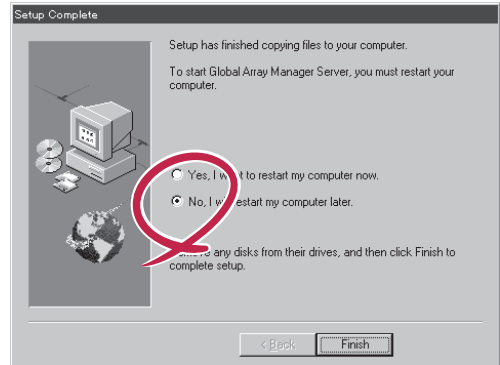 Setup Complete
Setup has finished copying files to your computer.
To start Global Array Manager Server, you must restart your
computer.
Yes, I to restart my computer now.
No, I restart my computer later.
any disks from their drives, and then click Finish to
complete setup.
< Back
Finish